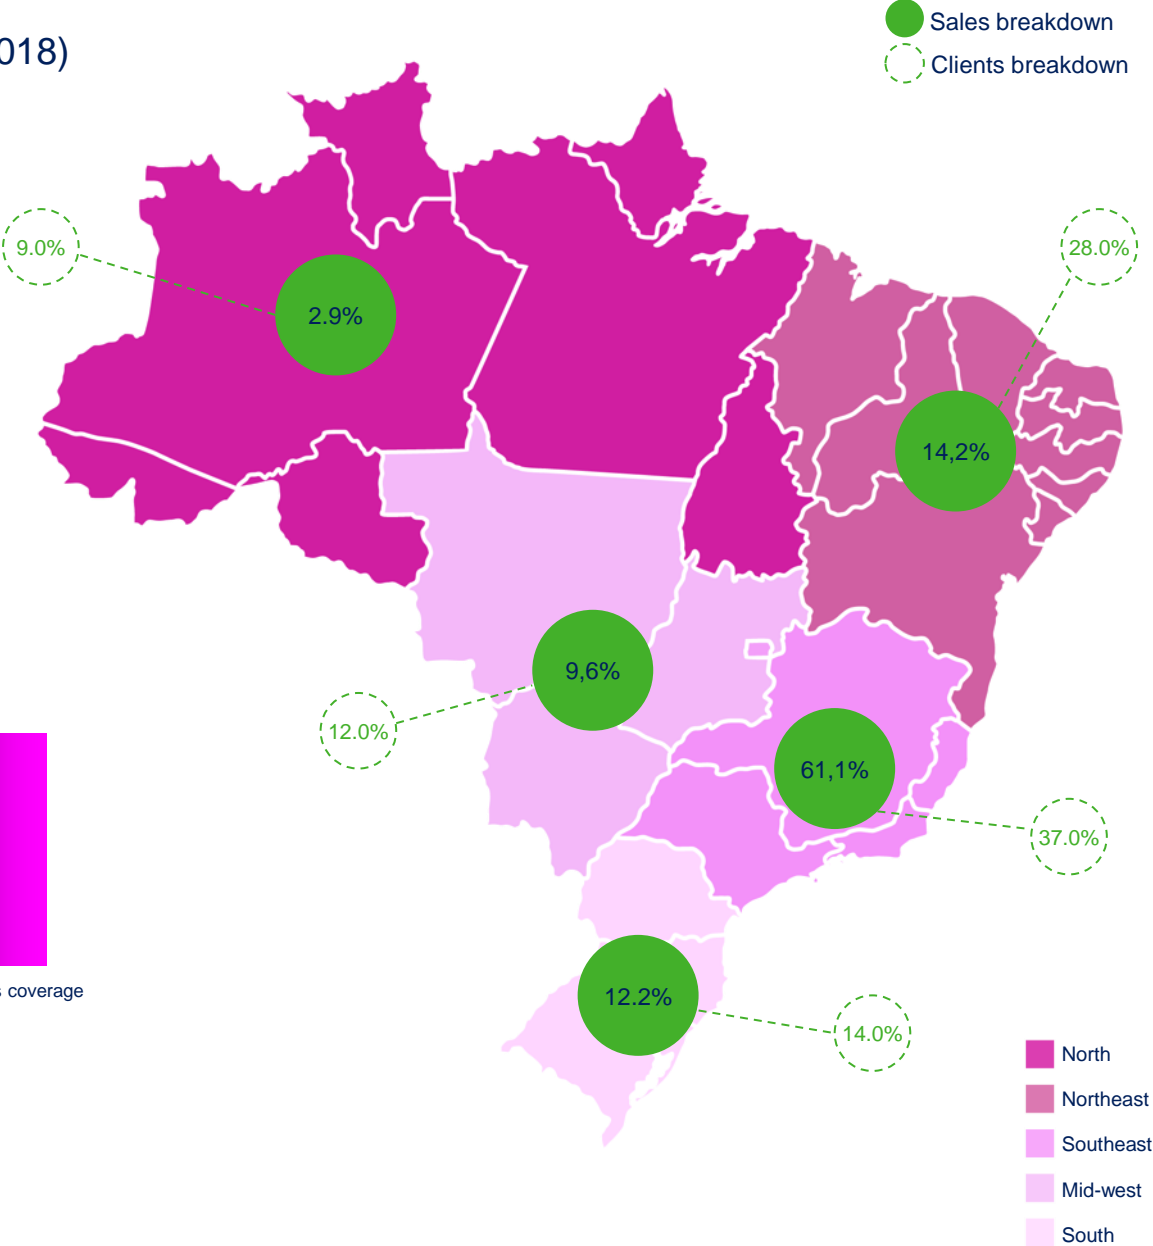 Sales breakdown
018)
Clients breakdown
9.0%
28.0%
2.9%
14,2%
9,6%
12.0%
61,1%
37.0%
s coverage
12.2%
14.0%
North
Northeast
Southeast
Mid-west
South